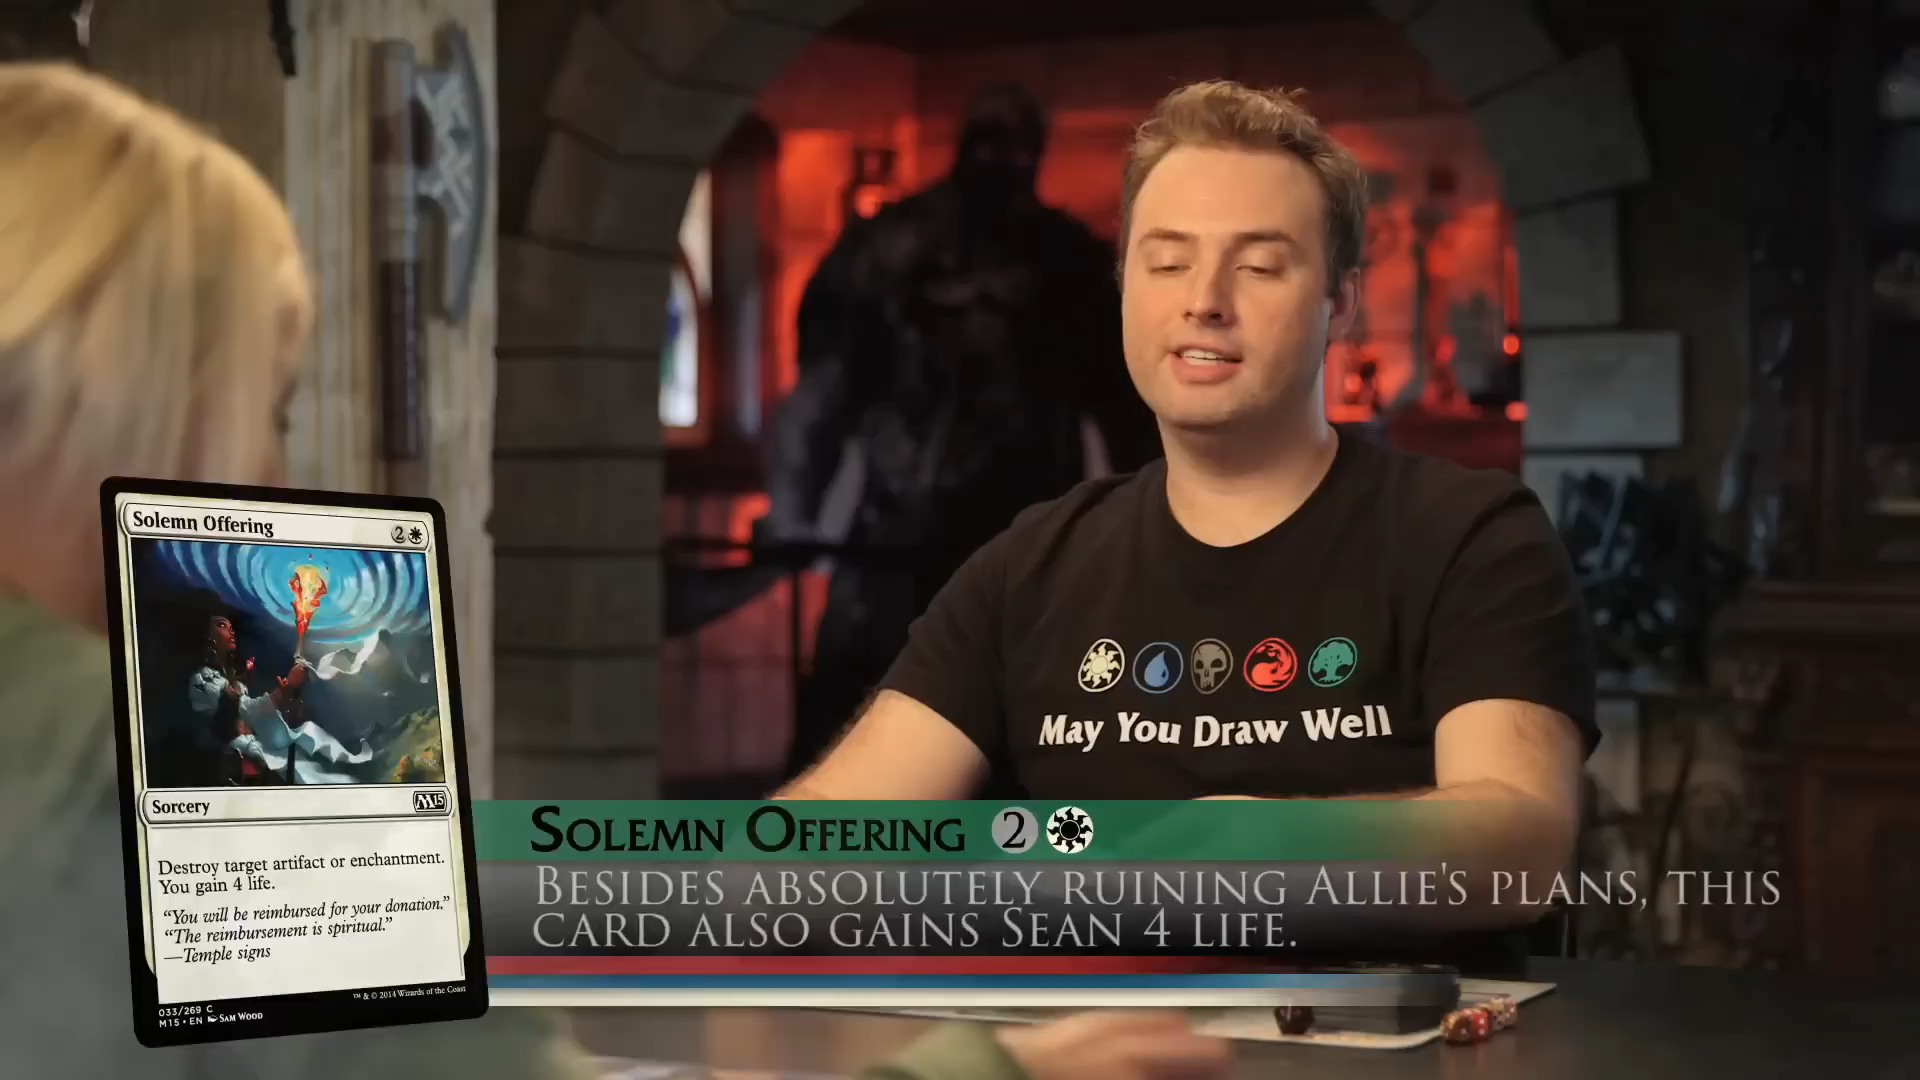 May You Draw Well
Solemn Offering 2
Sorcery M15
Destroy target artifact or enchantment.
You gain 4 life.
"You will be reimbursed for your donation."
"The reimbursement is spiritual."
—Temple signs
™ & © 2014 Wizards of the Coast
033/269 C
M15 • EN Sam Wood
Solemn Offering 2
Besides absolutely ruining Allie's plans, this
card also gains Sean 4 life.